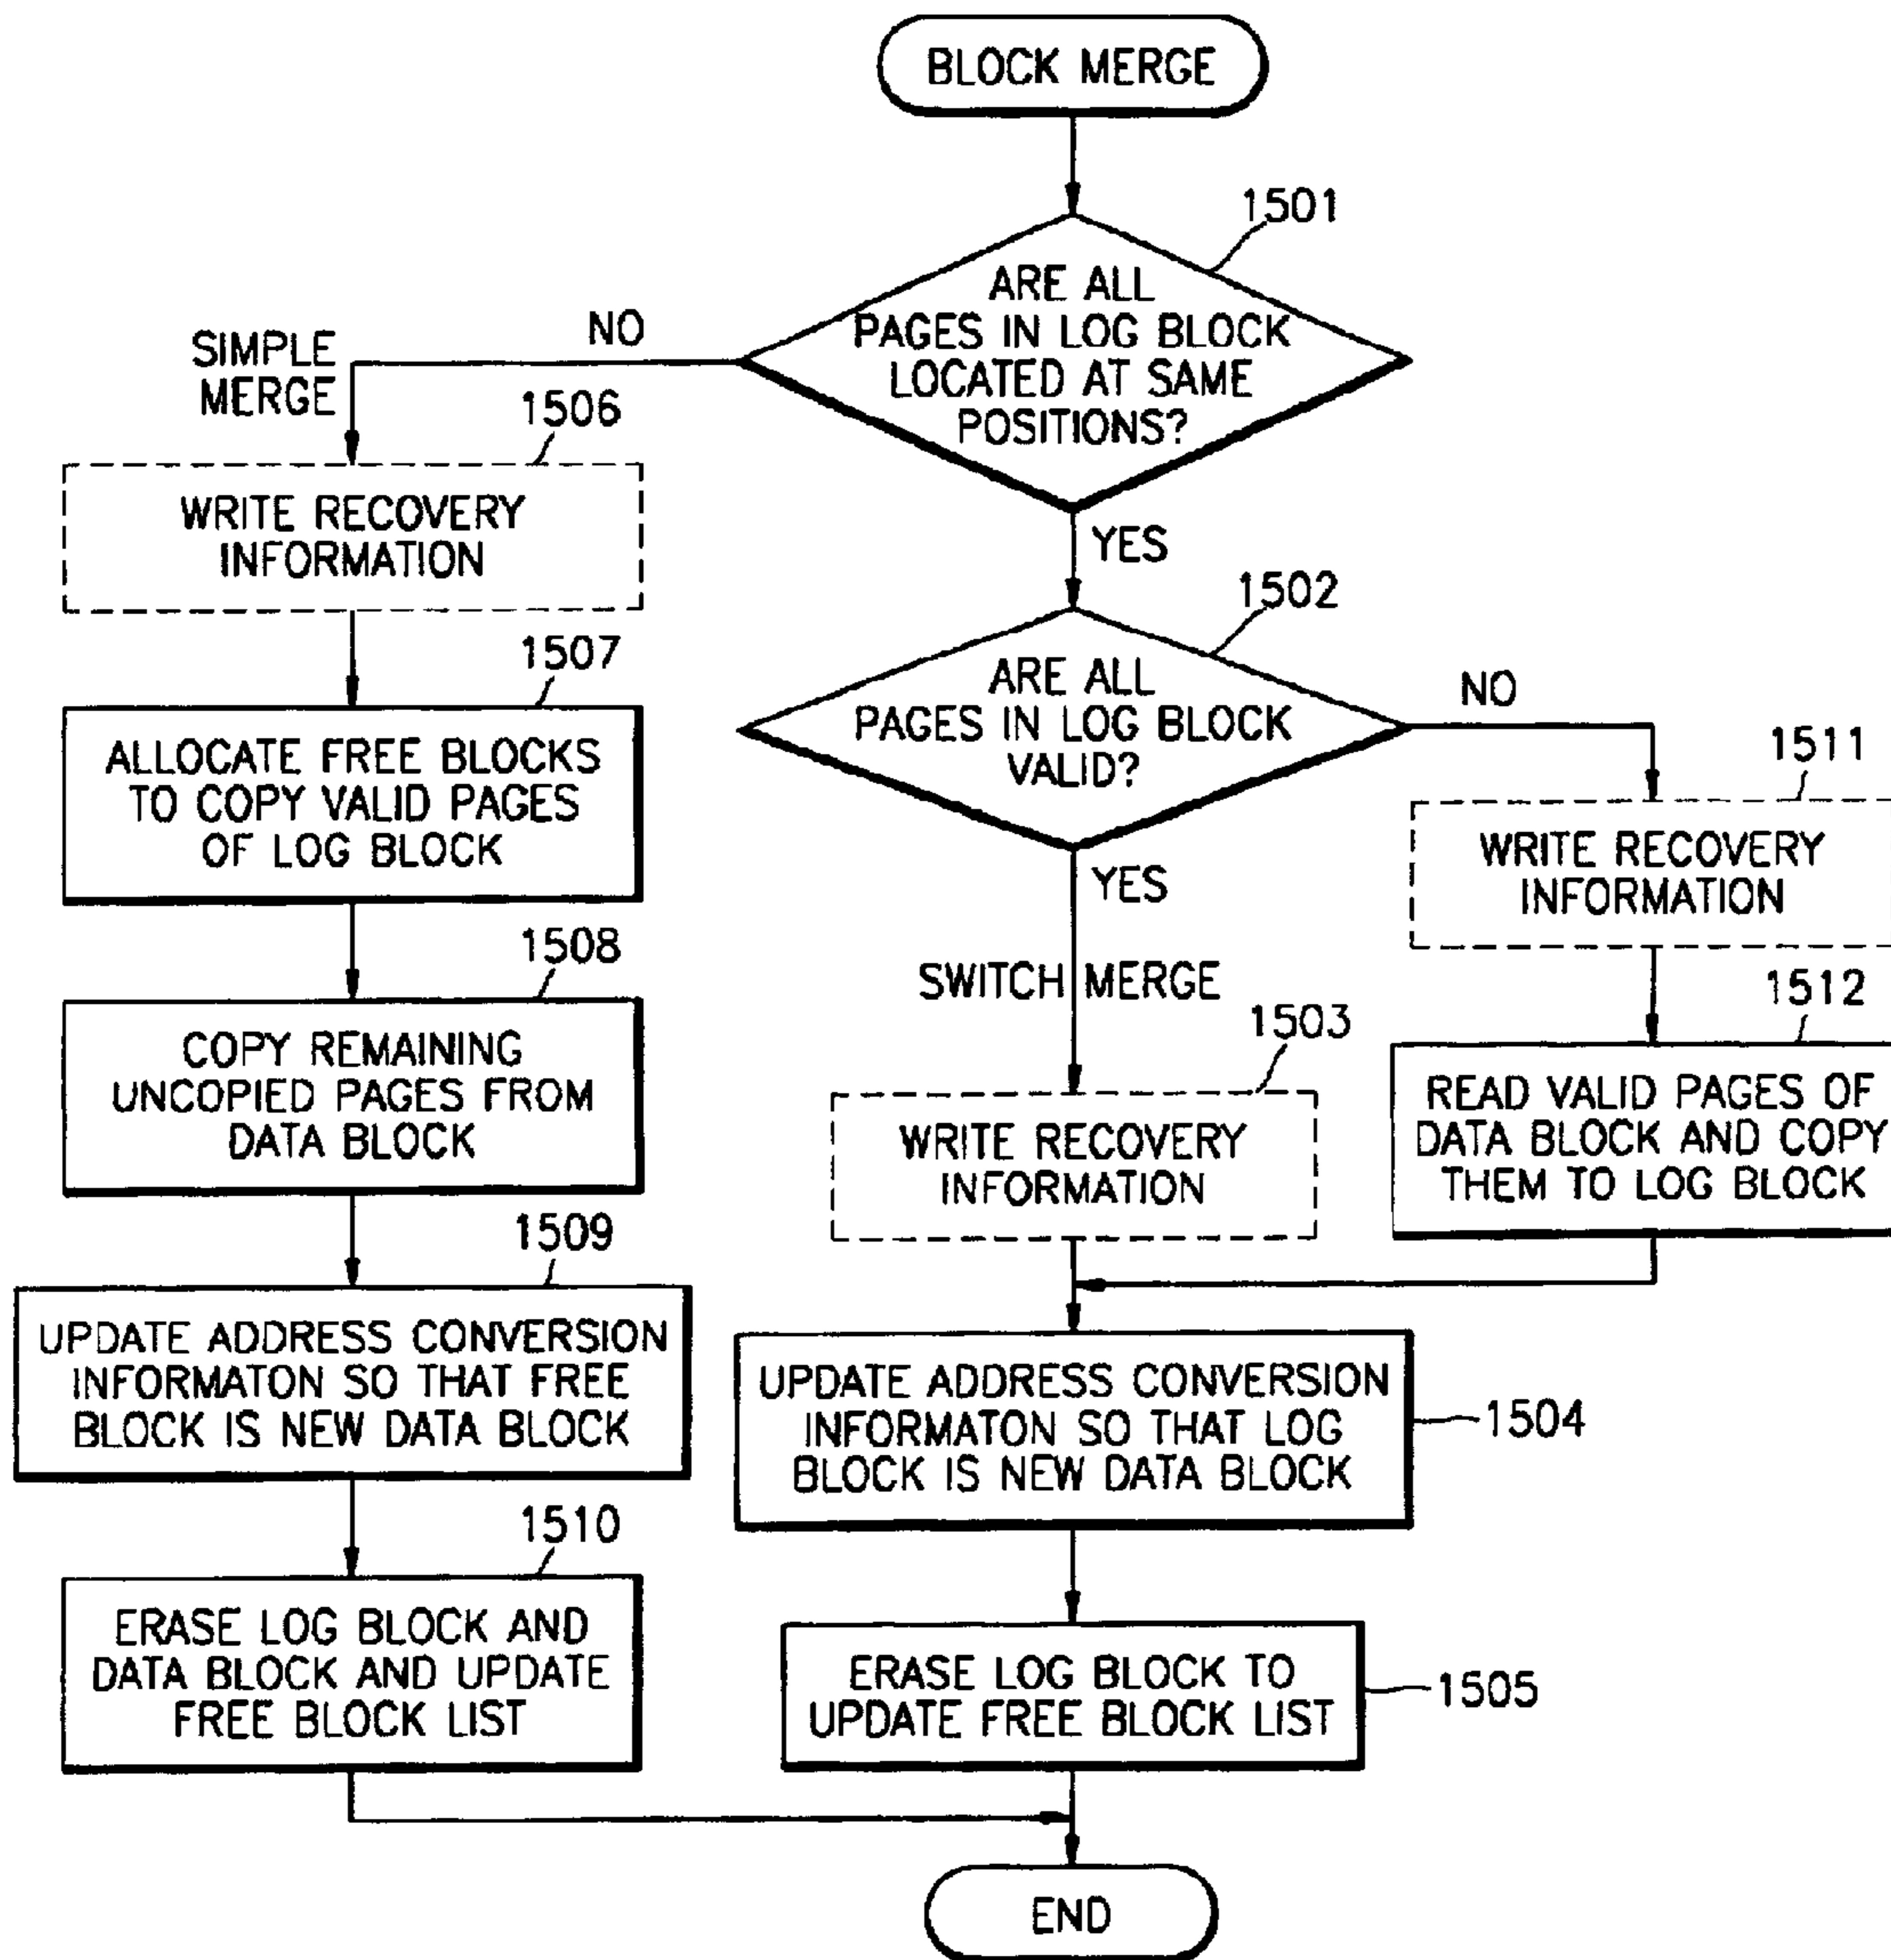 BLOCK MERGE
1501
ARE ALL
PAGES IN LOG BLOCK
LOCATED AT SAME
POSITIONS?
NO
SIMPLE
MERGE
1506
WRITE RECOVERY
INFORMATION
YES
1502
ARE ALL
PAGES IN LOG BLOCK
VALID?
NO
1507
ALLOCATE FREE BLOCKS
TO COPY VALID PAGES
OF LOG BLOCK
1511
WRITE RECOVERY
INFORMATION
YES
SWITCH MERGE
1508
COPY REMAINING
UNCOPIED PAGES FROM
DATA BLOCK
1503
WRITE RECOVERY
INFORMATION
1512
READ VALID PAGES OF
DATA BLOCK AND COPY
THEM TO LOG BLOCK
1509
UPDATE ADDRESS CONVERSION
INFORMATON SO THAT FREE
BLOCK IS NEW DATA BLOCK
UPDATE ADDRESS CONVERSION
INFORMATON SO THAT LOG
BLOCK IS NEW DATA BLOCK
1504
1510
ERASE LOG BLOCK AND
DATA BLOCK AND UPDATE
FREE BLOCK LIST
ERASE LOG BLOCK TO
UPDATE FREE BLOCK LIST
1505
END